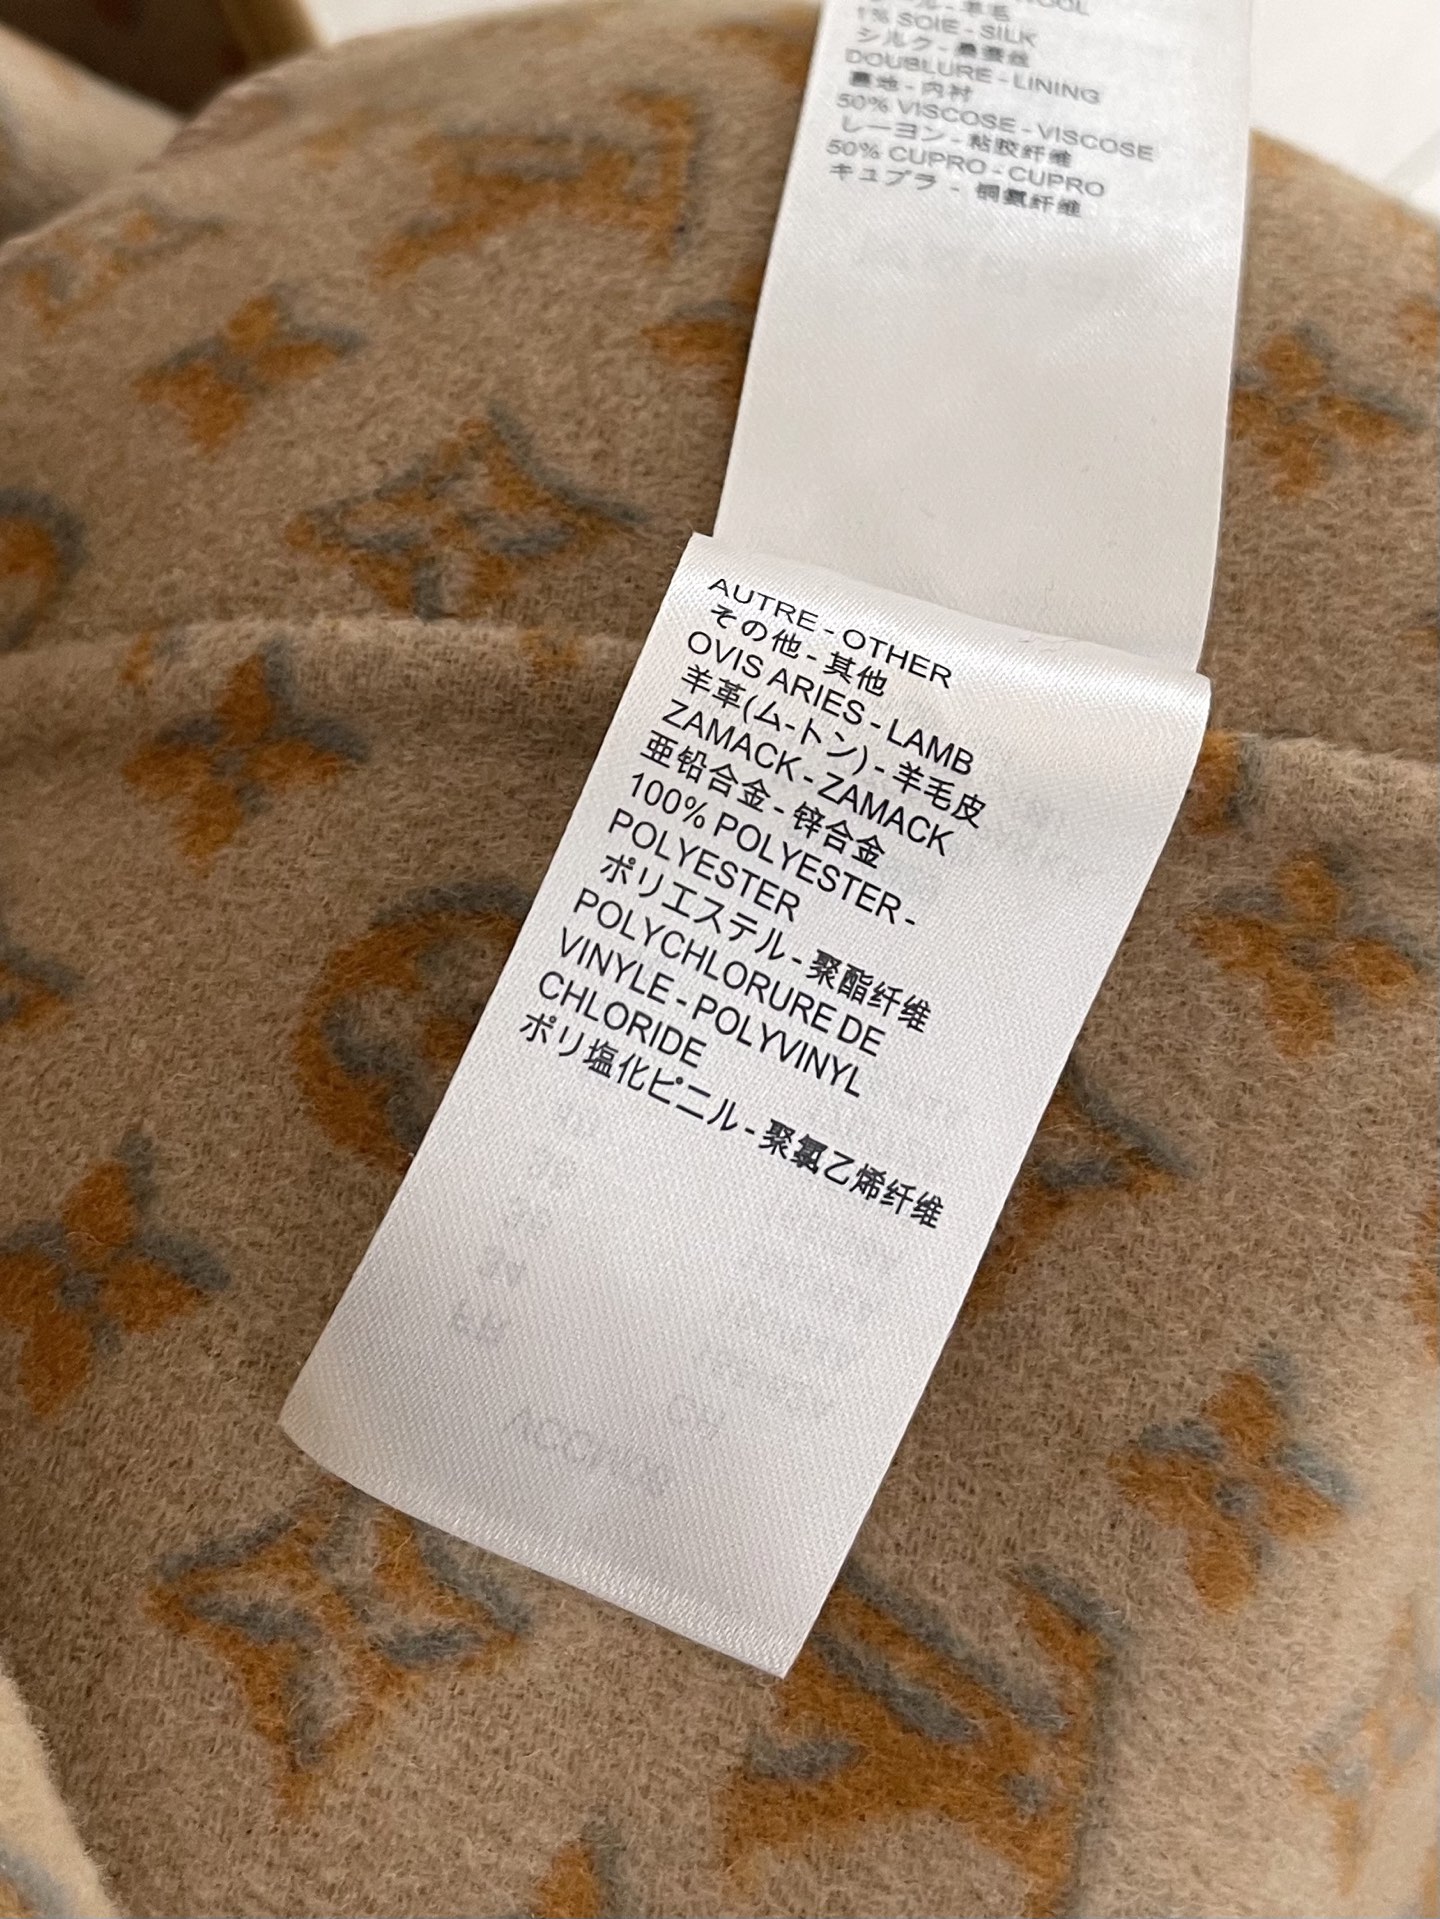 1% SOIE - SILK
シルク - 桑蚕丝
DOUBLURE - LINING
裏地 - 内衬
50% VISCOSE - VISCOSE
レーヨン - 粘胶纤维
50% CUPRO - CUPRO
キュプラ - 铜氨纤维
AUTRE - OTHER
その他 - 其他
OVIS ARIES - LAMB
羊革(ム-トン) - 羊毛皮
ZAMACK - ZAMACK
亜鉛合金 - 锌合金
100% POLYESTER -
POLYESTER
ポリエステル - 聚酯纤维
POLYCHLORURE DE
VINYLE - POLYVINYL
CHLORIDE
ポリ塩化ビニル - 聚氯乙烯纤维